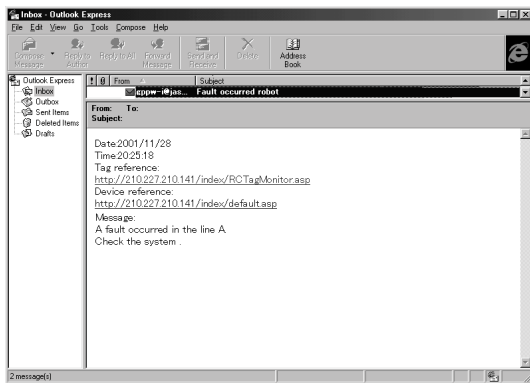 Inbox - Outlook Express
File Edit View Go Tools Compose Help
Compose Message Reply to Author Reply to All Forward Message Send and Receive Delete Address Book
Outlook Express
Inbox
Outbox
Sent Items
Deleted Items
Drafts
! From Subject
gppw-i@jas... Fault occurred robot
From: To:
Subject:
Date:2001/11/28
Time:20:25:18
Tag reference:
http://210.227.210.141/index/RCTagMonitor.asp
Device reference:
http://210.227.210.141/index/default.asp
Message:
A fault occurred in the line A.
Check the system .
2 message(s)